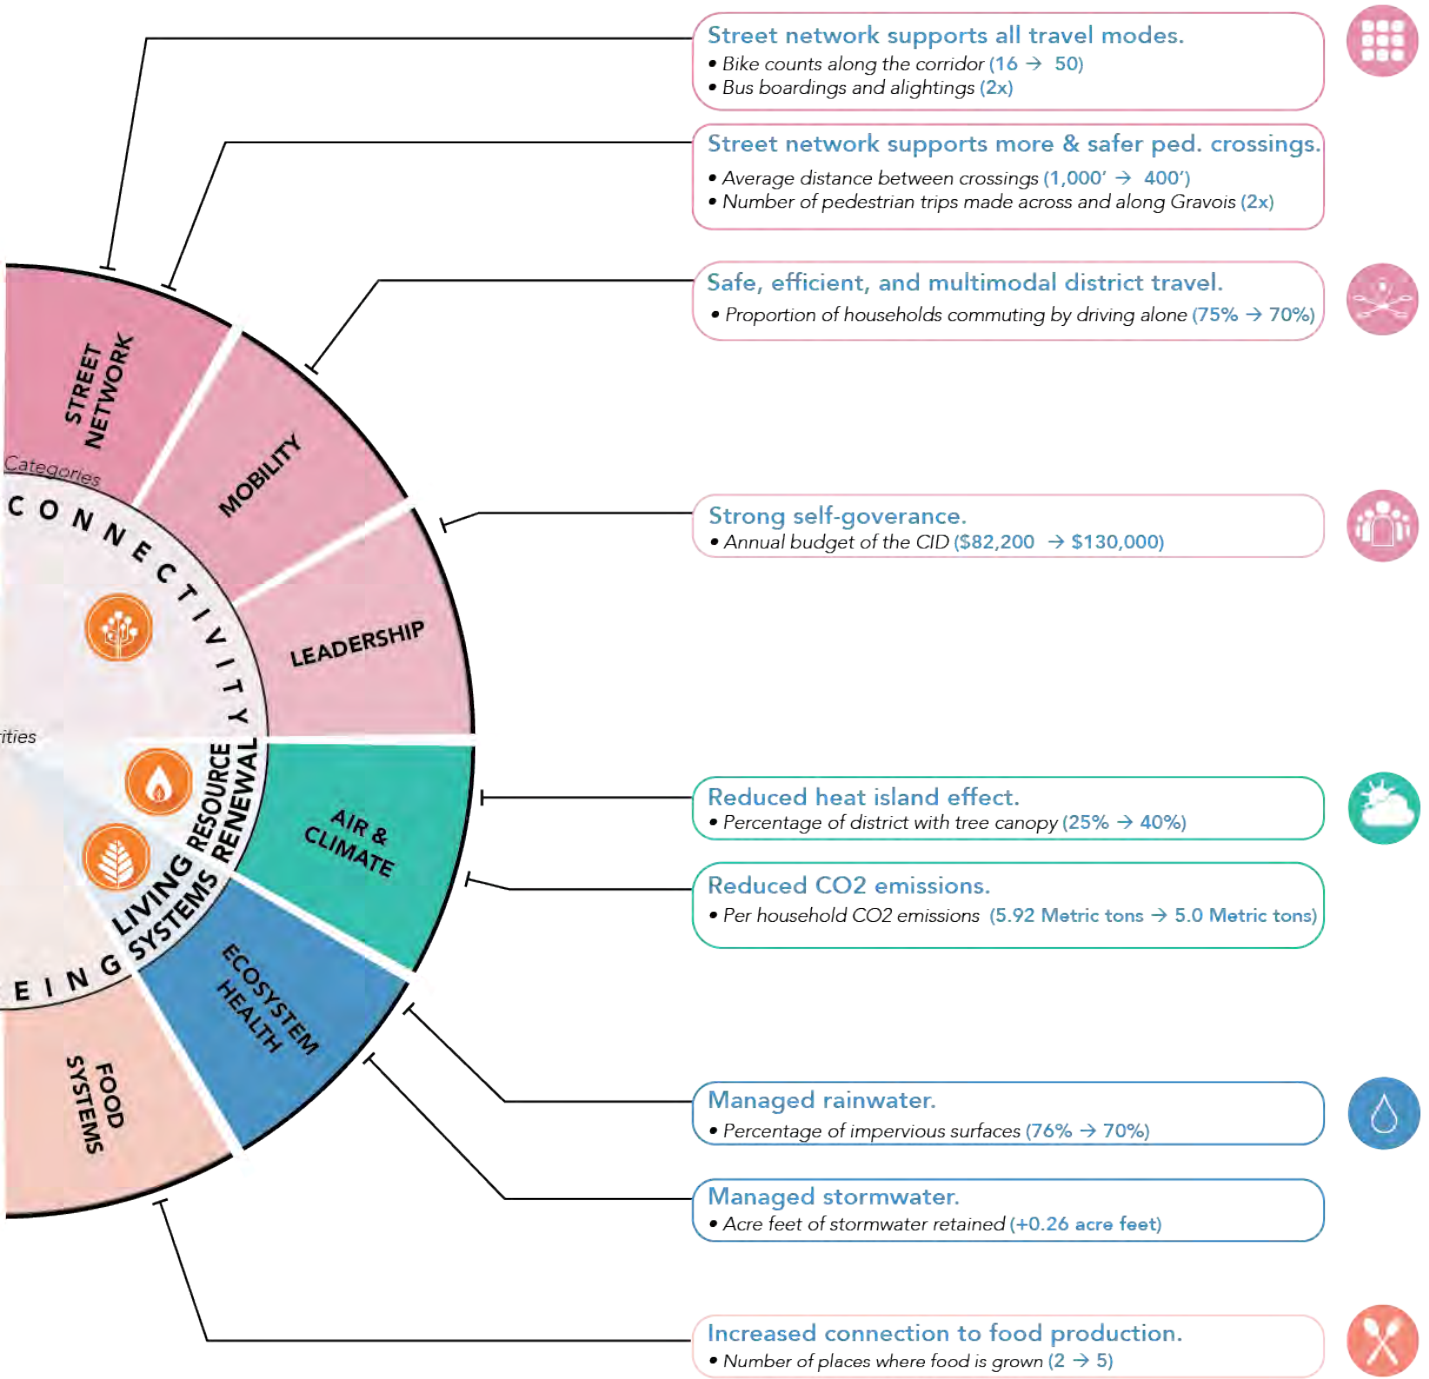 Street network supports all travel modes.
• Bike counts along the corridor (16 → 50)
• Bus boardings and alightings (2x)
Street network supports more & safer ped. crossings.
• Average distance between crossings (1,000' → 400')
• Number of pedestrian trips made across and along Gravois (2x)
Safe, efficient, and multimodal district travel.
• Proportion of households commuting by driving alone (75% → 70%)
Strong self-goverance.
• Annual budget of the CID ($82,200 → $130,000)
Reduced heat island effect.
• Percentage of district with tree canopy (25% → 40%)
Reduced CO2 emissions.
• Per household CO2 emissions (5.92 Metric tons → 5.0 Metric tons)
Managed rainwater.
• Percentage of impervious surfaces (76% → 70%)
Managed stormwater.
• Acre feet of stormwater retained (+0.26 acre feet)
Increased connection to food production.
• Number of places where food is grown (2 → 5)
STREET
NETWORK
MOBILITY
LEADERSHIP
AIR &
CLIMATE
ECOSYSTEM
HEALTH
FOOD
SYSTEMS
Categories
CONNECTIVITY
RESOURCE
RENEWAL
LIVING
SYSTEMS
EING
ities